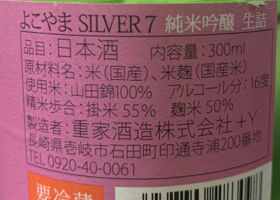 よこやま SILVER 7 純米吟醸 生詰
品目：日本酒 内容量：300ml
原材料名：米（国産）、米麹（国産）
使用米：山田錦100% アルコール分：16度
精米歩合：掛米 55% 麹米 50%
製造者：重家酒造株式会社 +Y
長崎県壱岐市石田町印通寺浦200番地
TEL 0920-40-0061
要冷蔵